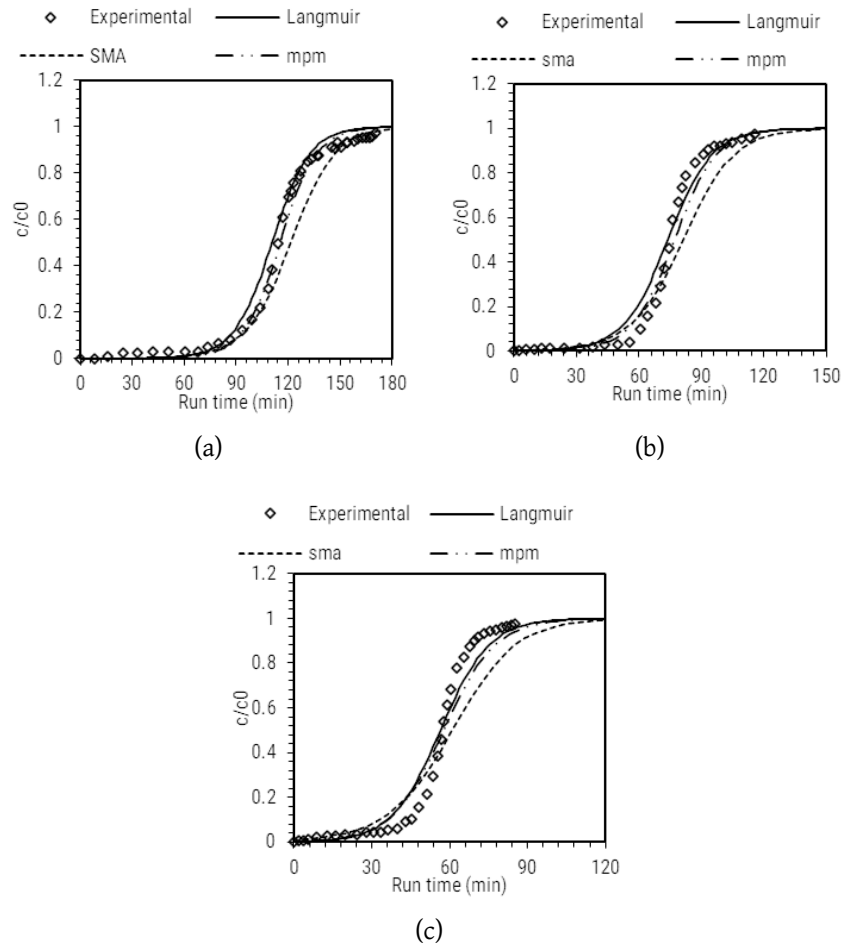 Experimental Langmuir
SMA mpm
1.2
1
0.8
0.6
0.4
0.2
0
c/c0
0 30 60 90 120 150 180
Run time (min)
(a)
Experimental Langmuir
sma mpm
1.2
1
0.8
0.6
0.4
0.2
0
c/c0
0 30 60 90 120 150
Run time (min)
(b)
Experimental Langmuir
sma mpm
1.2
1
0.8
0.6
0.4
0.2
0
c/c0
0 30 60 90 120
Run time (min)
(c)